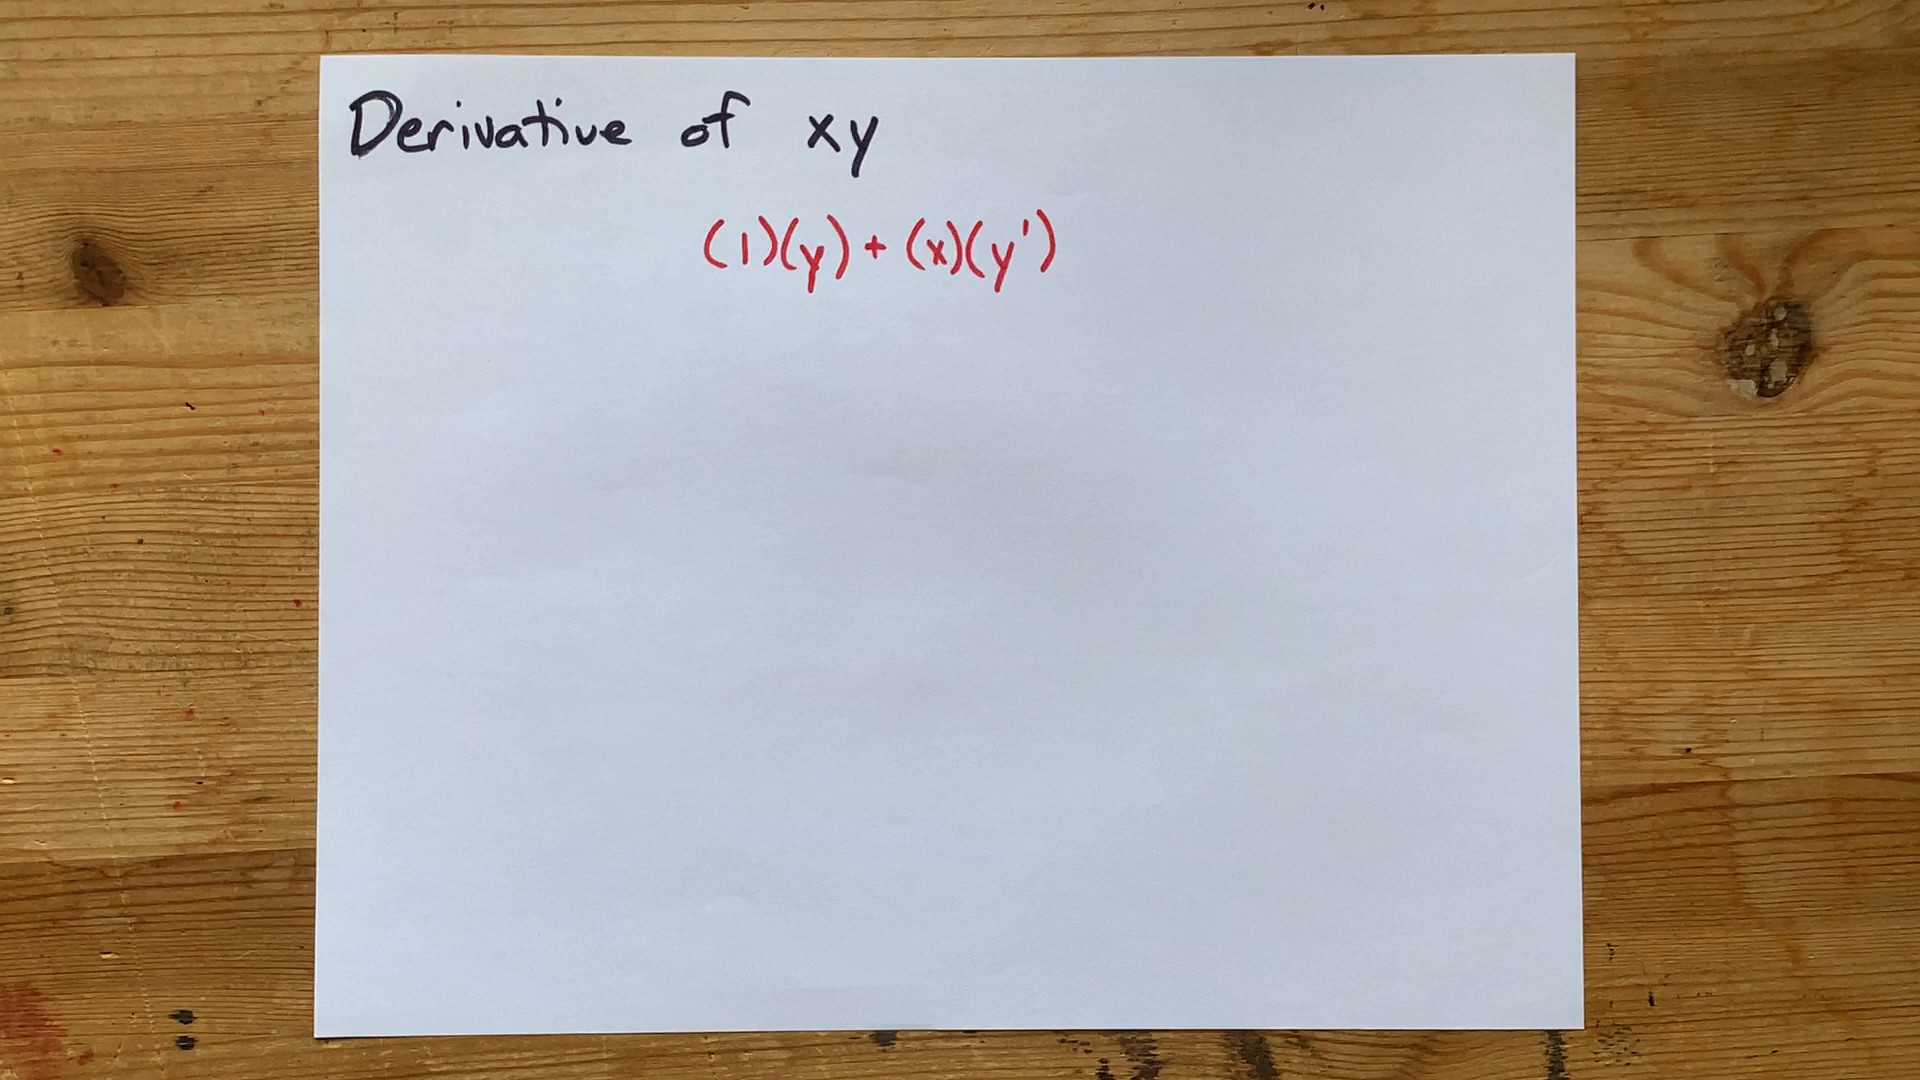 Derivative of xy
(1)(y) + (x)(y')